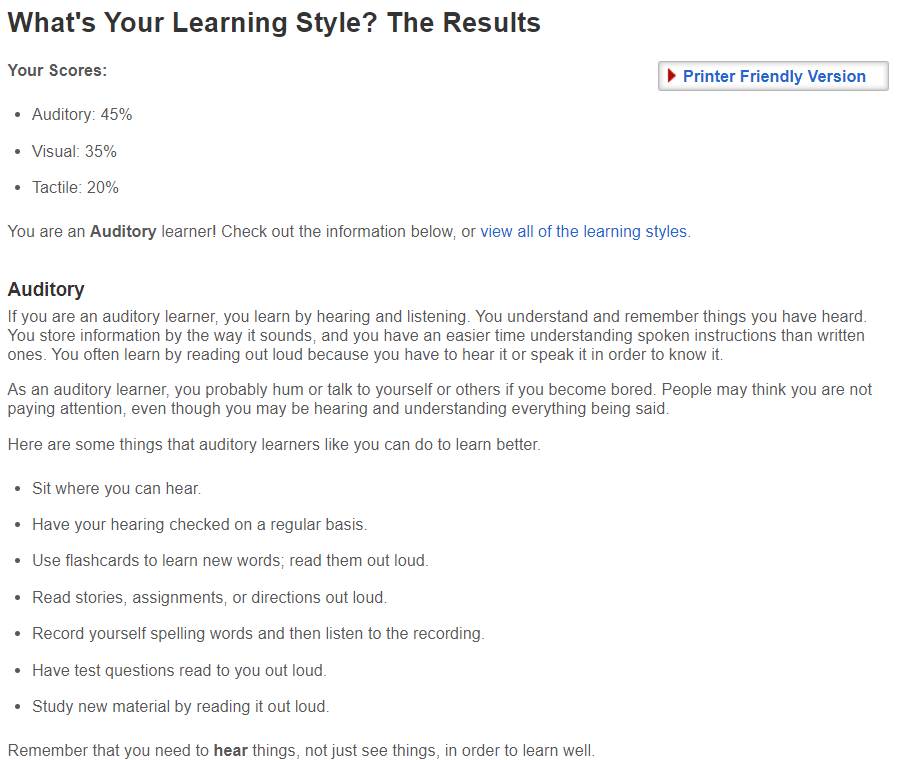 What's Your Learning Style? The Results
Your Scores:
Printer Friendly Version
• Auditory: 45%
• Visual: 35%
• Tactile: 20%
You are an Auditory learner! Check out the information below, or view all of the learning styles.
Auditory
If you are an auditory learner, you learn by hearing and listening. You understand and remember things you have heard.
You store information by the way it sounds, and you have an easier time understanding spoken instructions than written
ones. You often learn by reading out loud because you have to hear it or speak it in order to know it.
As an auditory learner, you probably hum or talk to yourself or others if you become bored. People may think you are not
paying attention, even though you may be hearing and understanding everything being said.
Here are some things that auditory learners like you can do to learn better.
• Sit where you can hear.
• Have your hearing checked on a regular basis.
• Use flashcards to learn new words; read them out loud.
• Read stories, assignments, or directions out loud.
• Record yourself spelling words and then listen to the recording.
• Have test questions read to you out loud.
• Study new material by reading it out loud.
Remember that you need to hear things, not just see things, in order to learn well.